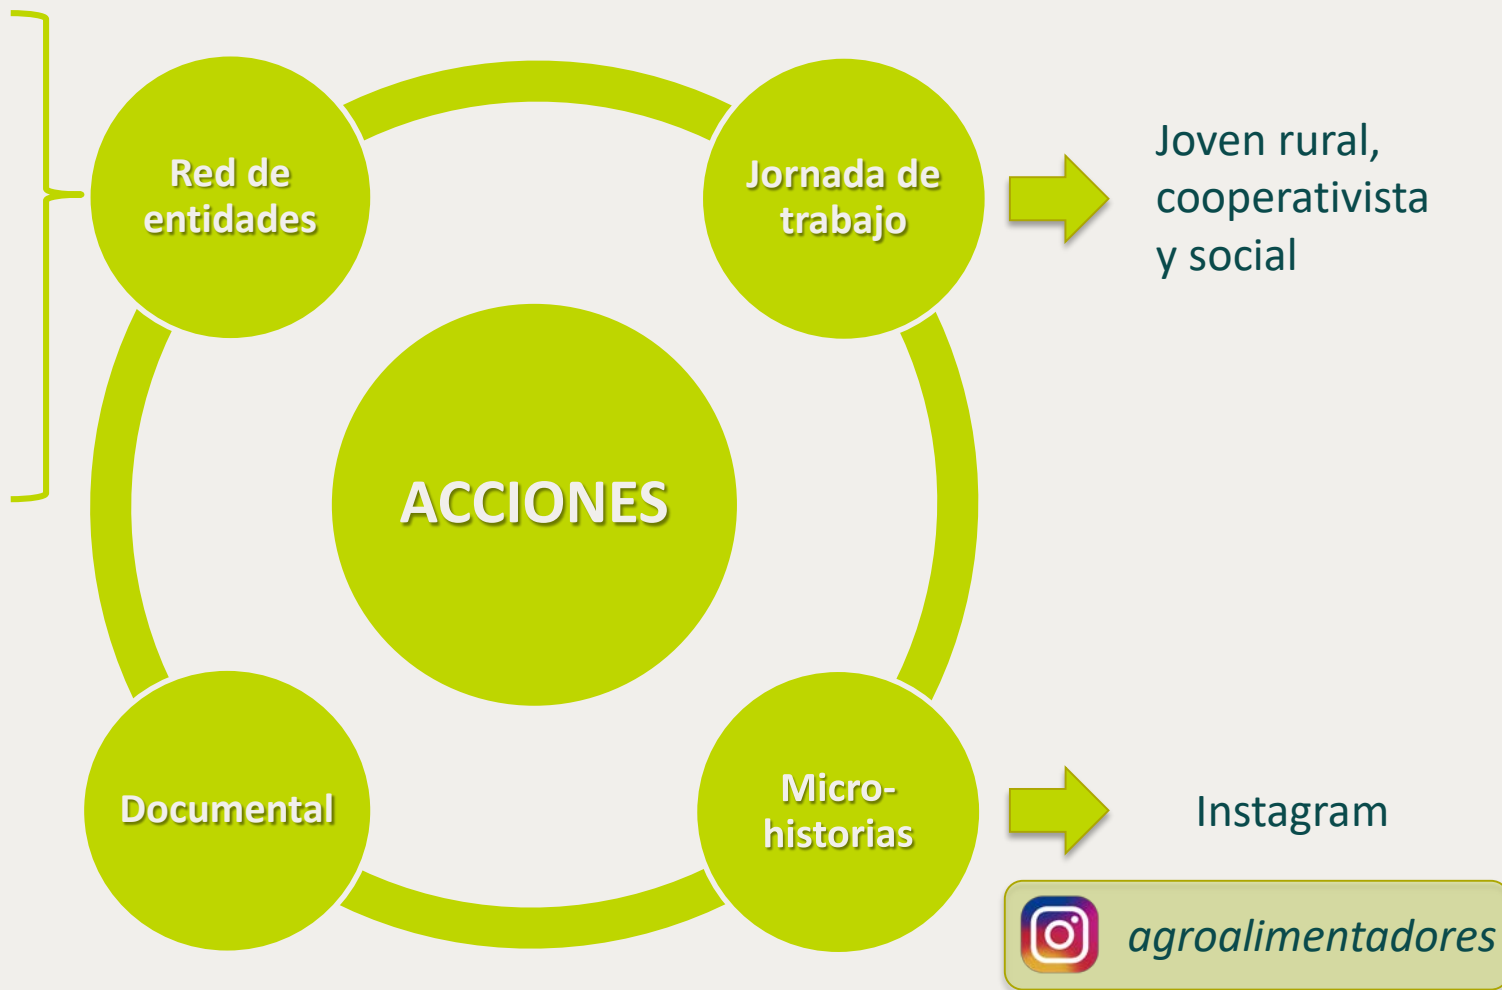 Red de
entidades
Jornada de
trabajo
Joven rural,
cooperativista
y social
ACCIONES
Documental
Micro-
historias
Instagram
agroalimentadores